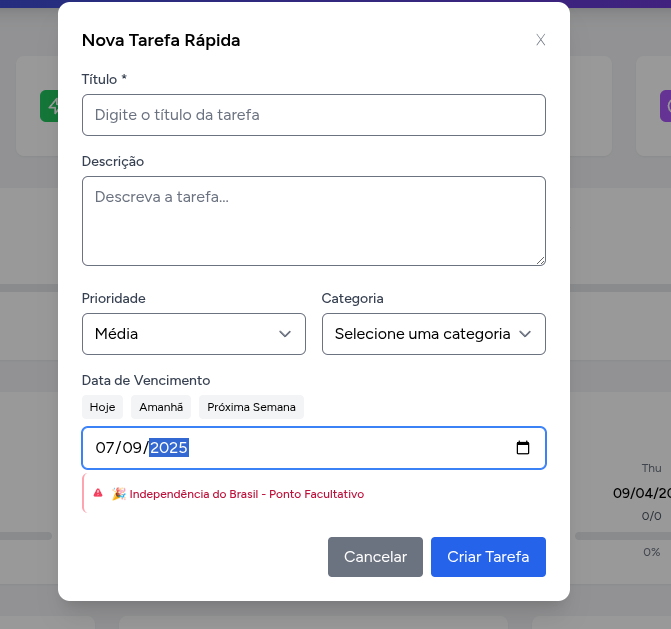 Nova Tarefa Rápida X
Título *
Digite o título da tarefa
Descrição
Descreva a tarefa...
Prioridade Categoria
Média Selecione uma categoria
Data de Vencimento
Hoje Amanhã Próxima Semana
07/09/2025
Thu
🎉 Independência do Brasil - Ponto Facultativo
09/04/20
0/0
0%
Cancelar Criar Tarefa